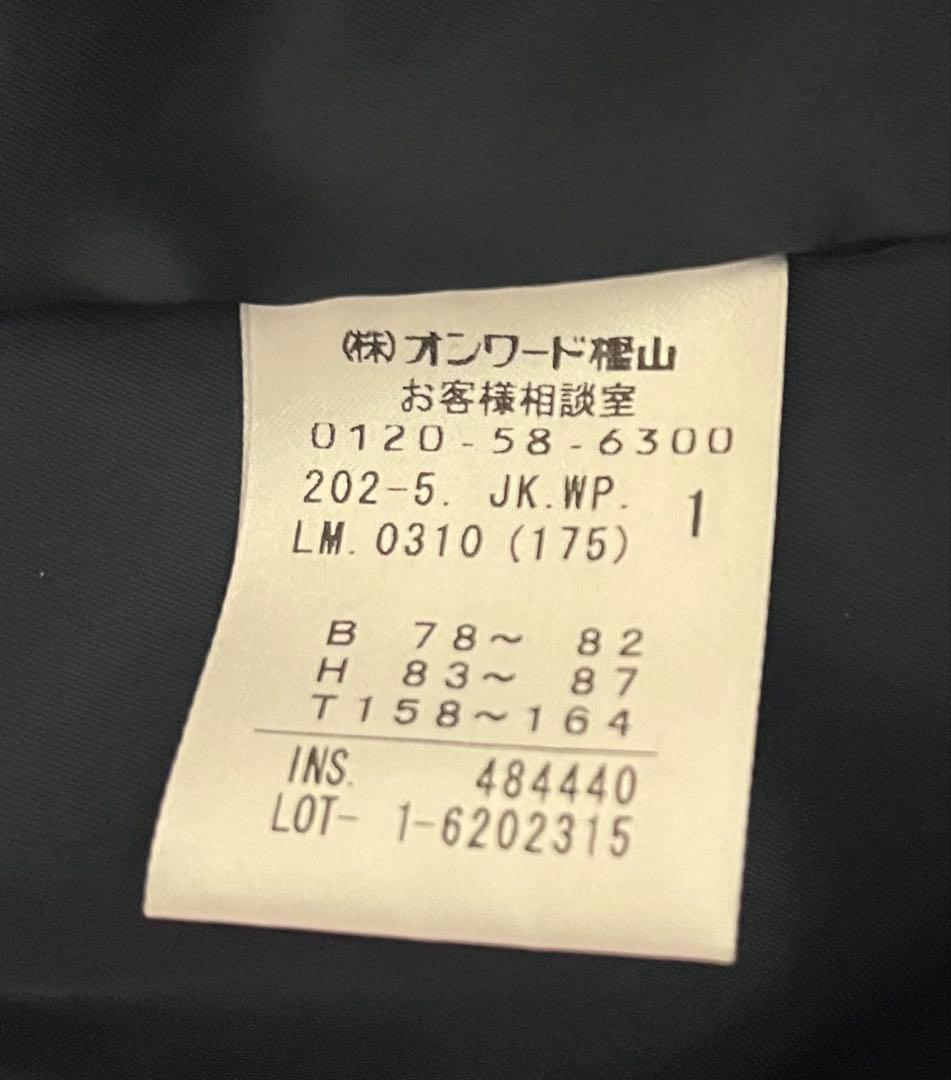 (株)オンワード樫山
お客様相談室
0120-58-6300
202-5. JK.WP. 1
LM. 0310 (175)
B 78～ 82
H 83～ 87
T158～164
INS. 484440
LOT- 1-6202315